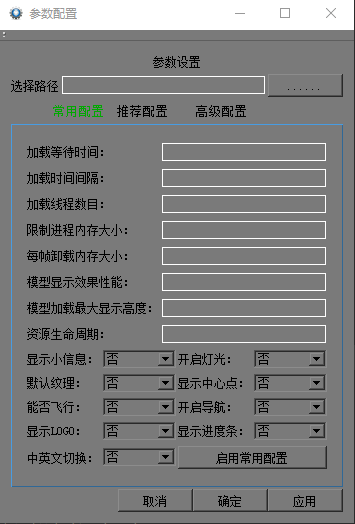 参数配置
参数设置
选择路径 ......
常用配置 推荐配置 高级配置
加载等待时间:
加载时间间隔:
加载线程数目:
限制进程内存大小:
每帧卸载内存大小:
模型显示效果性能:
模型加载最大显示高度:
资源生命周期:
显示小信息: 否 开启灯光: 否
默认纹理: 否 显示中心点: 否
能否飞行: 否 开启导航: 否
显示LOGO: 否 显示进度条: 否
中英文切换: 否 启用常用配置
取消 确定 应用